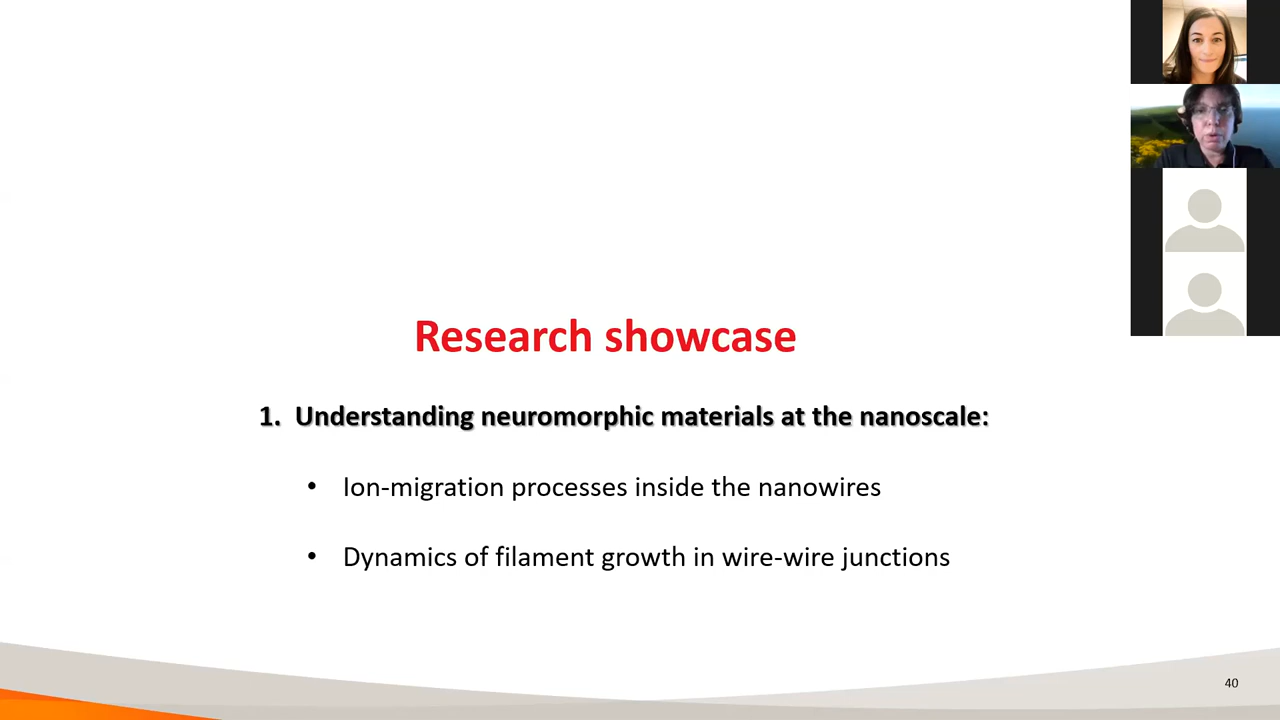 Research showcase
1. Understanding neuromorphic materials at the nanoscale:
• Ion-migration processes inside the nanowires
• Dynamics of filament growth in wire-wire junctions
40